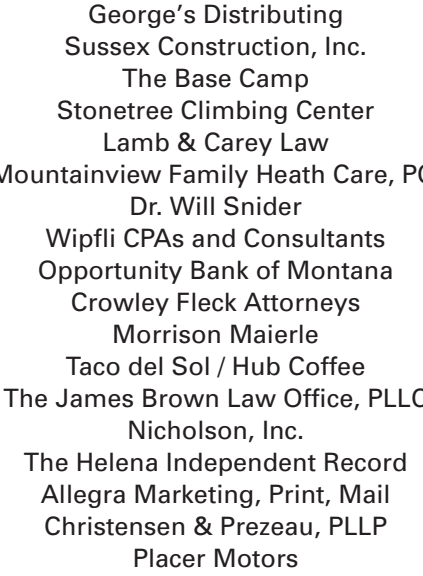 George’s Distributing
Sussex Construction, Inc.
The Base Camp
Stonetree Climbing Center
Lamb & Carey Law
Mountainview Family Heath Care, PC
Dr. Will Snider
Wipfli CPAs and Consultants
Opportunity Bank of Montana
Crowley Fleck Attorneys
Morrison Maierle
Taco del Sol / Hub Coffee
The James Brown Law Office, PLLC
Nicholson, Inc.
The Helena Independent Record
Allegra Marketing, Print, Mail
Christensen & Prezeau, PLLP
Placer Motors